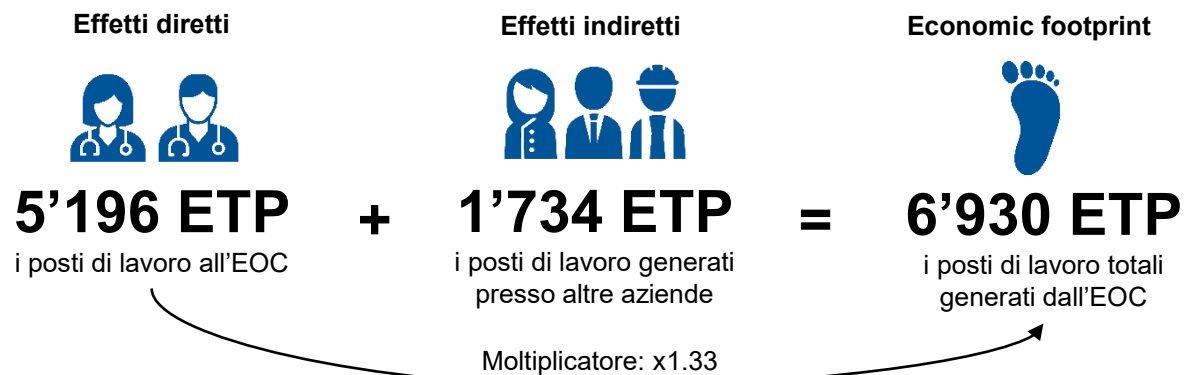 Effetti diretti
Effetti indiretti
Economic footprint
5’196 ETP
+
1’734 ETP
=
6’930 ETP
i posti di lavoro all’EOC
i posti di lavoro generati
presso altre aziende
i posti di lavoro totali
generati dall’EOC
Moltiplicatore: x1.33